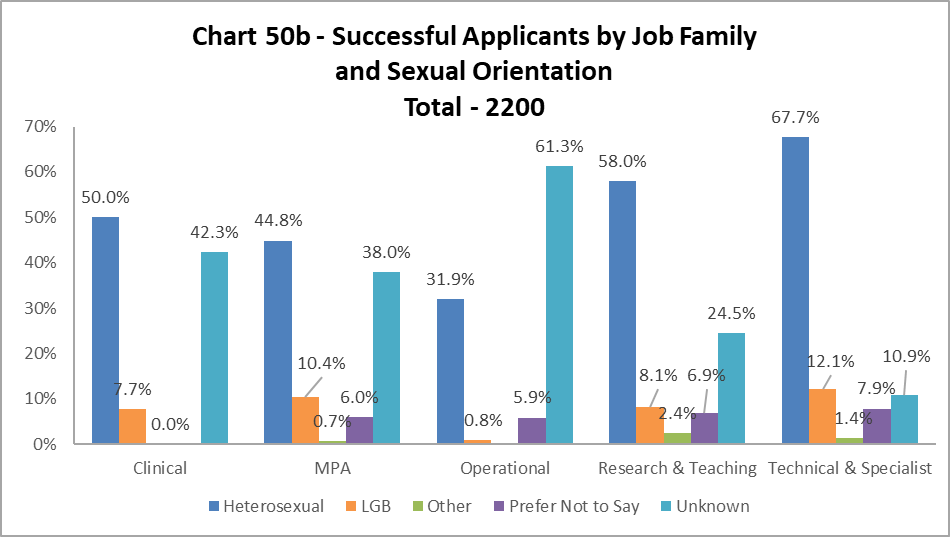 Chart 50b - Successful Applicants by Job Family
and Sexual Orientation
Total - 2200
70%
60%
50%
40%
30%
20%
10%
0%
50.0%
7.7%
0.0%
42.3%
44.8%
10.4%
0.7%
6.0%
38.0%
31.9%
0.8%
5.9%
61.3%
58.0%
8.1%
2.4%
6.9%
24.5%
67.7%
12.1%
1.4%
7.9%
10.9%
Clinical
MPA
Operational
Research & Teaching
Technical & Specialist
Heterosexual
LGB
Other
Prefer Not to Say
Unknown